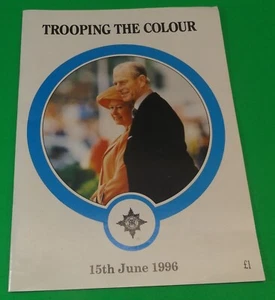 TROOPING THE COLOUR
15th June 1996
£1